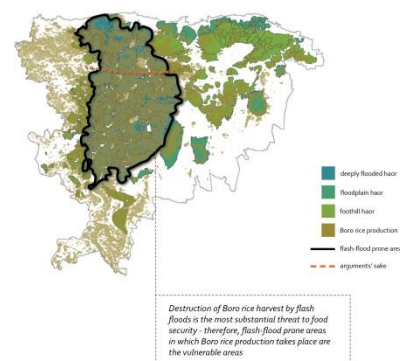 deeply flooded haor
floodplain haor
foothill haor
Boro rice production
flash-flood prone area
arguments' sake
Destruction of Boro rice harvest by flash
floods is the most substantial threat to food
security - therefore, flash-flood prone areas
in which Boro rice production takes place are
the vulnerable areas